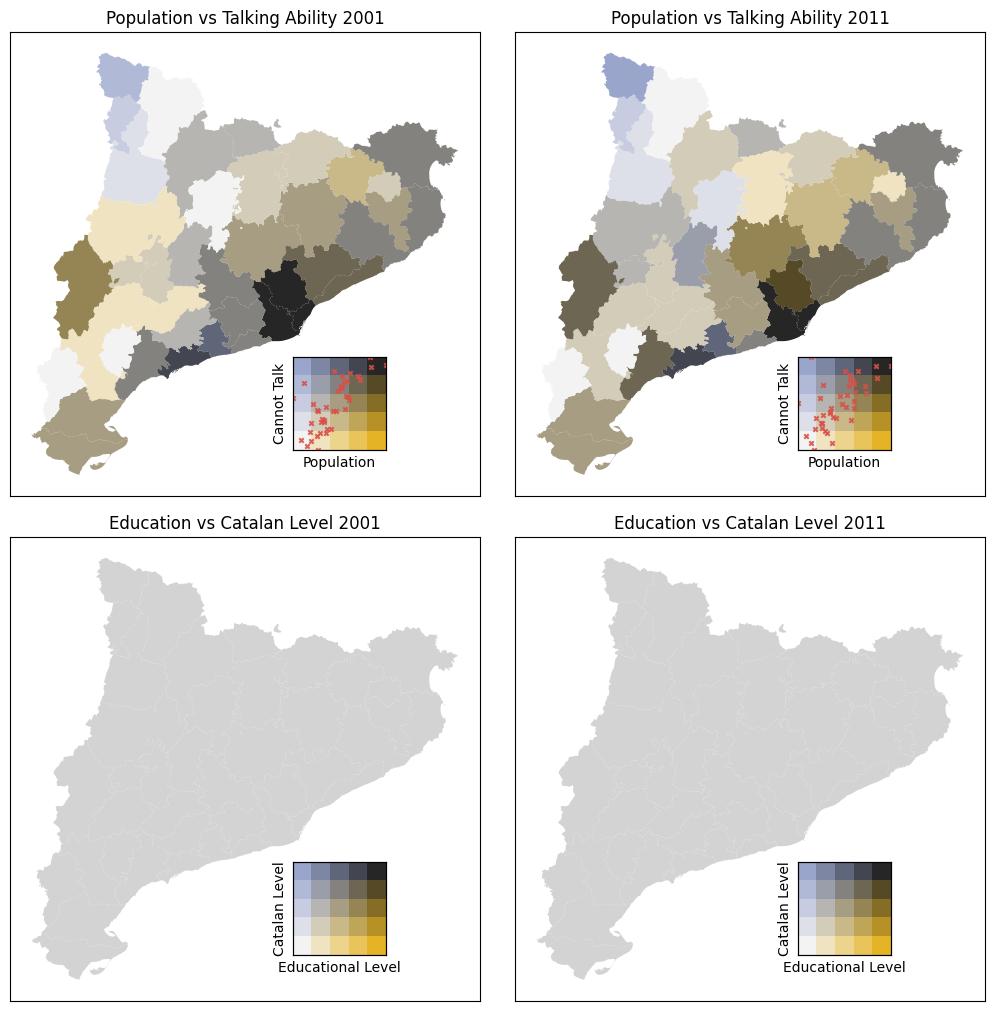 Population vs Talking Ability 2001
Population vs Talking Ability 2011
Cannot Talk
Population
Cannot Talk
Population
Education vs Catalan Level 2001
Education vs Catalan Level 2011
Catalan Level
Educational Level
Catalan Level
Educational Level